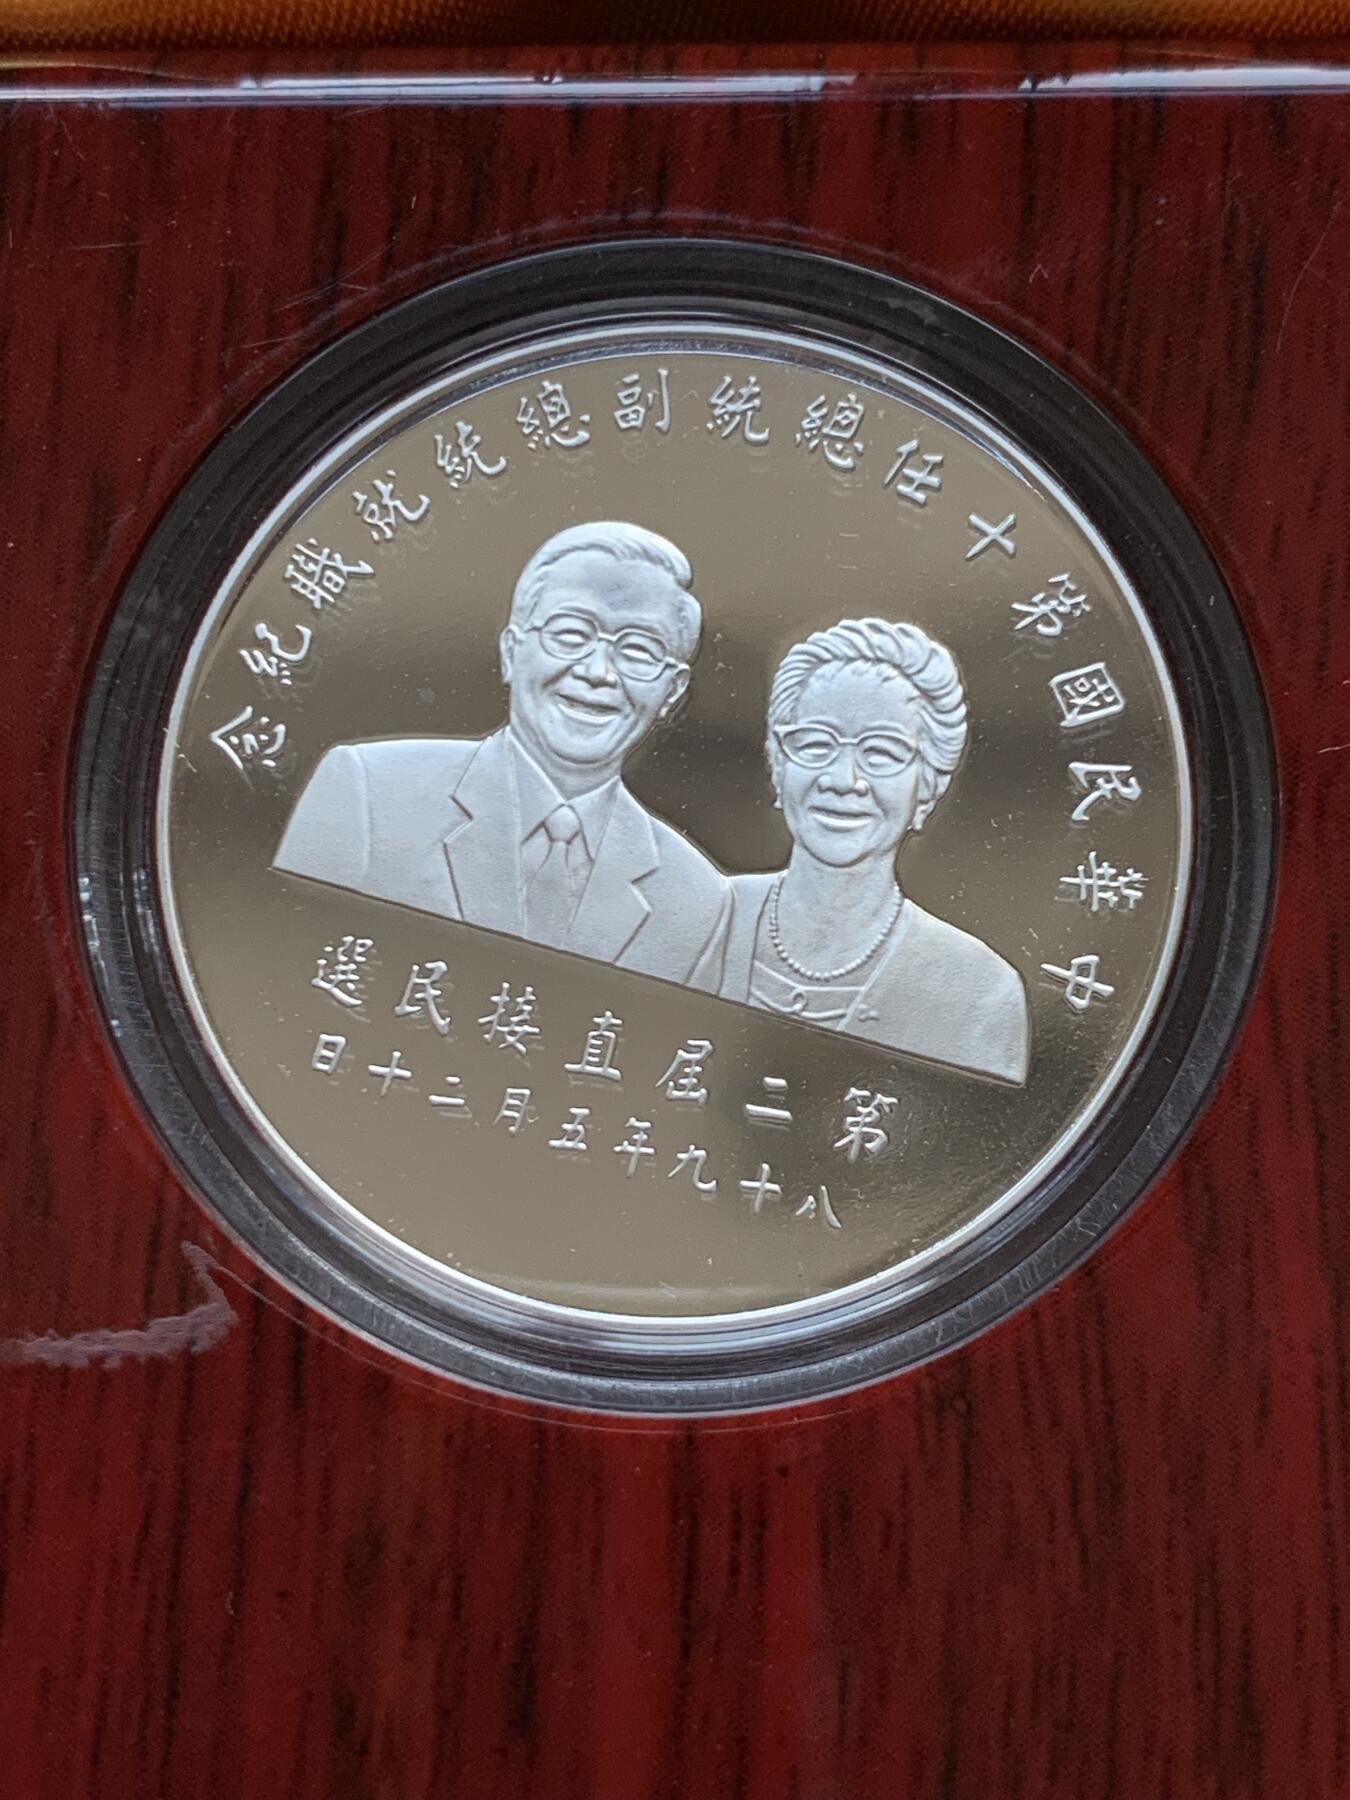 中華民國第十任總統副總統就職紀念
第二屆直接民選
八十九年五月二十日